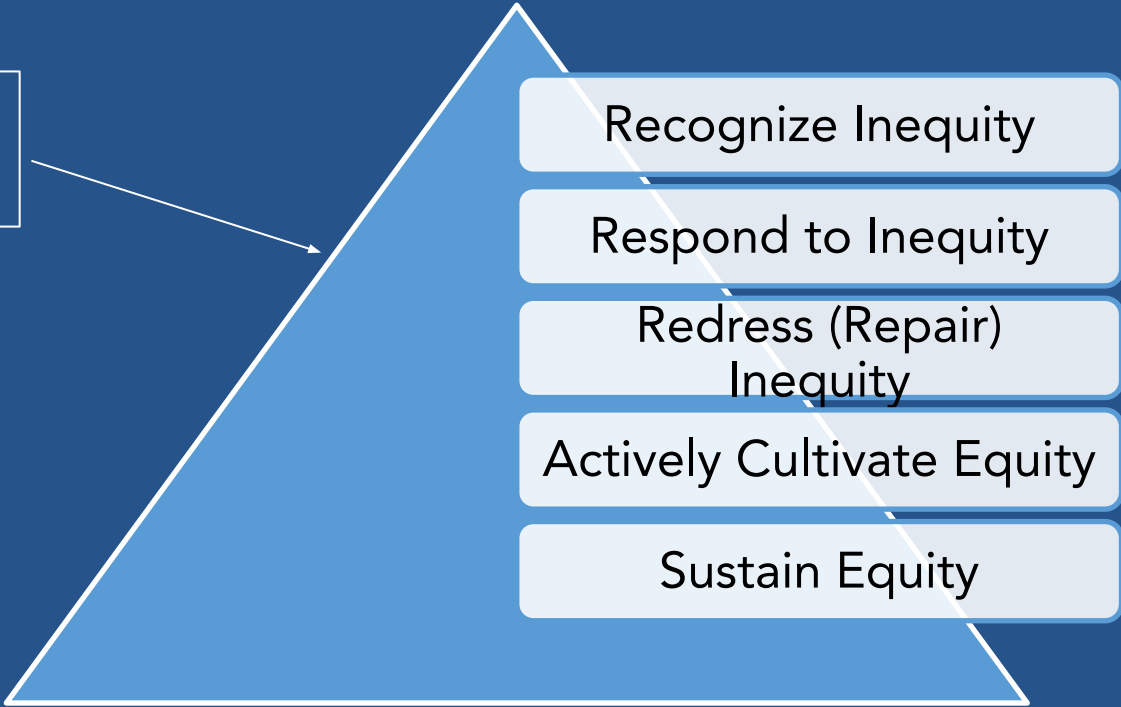 Recognize Inequity
Respond to Inequity
Redress (Repair)
Inequity
Actively Cultivate Equity
Sustain Equity